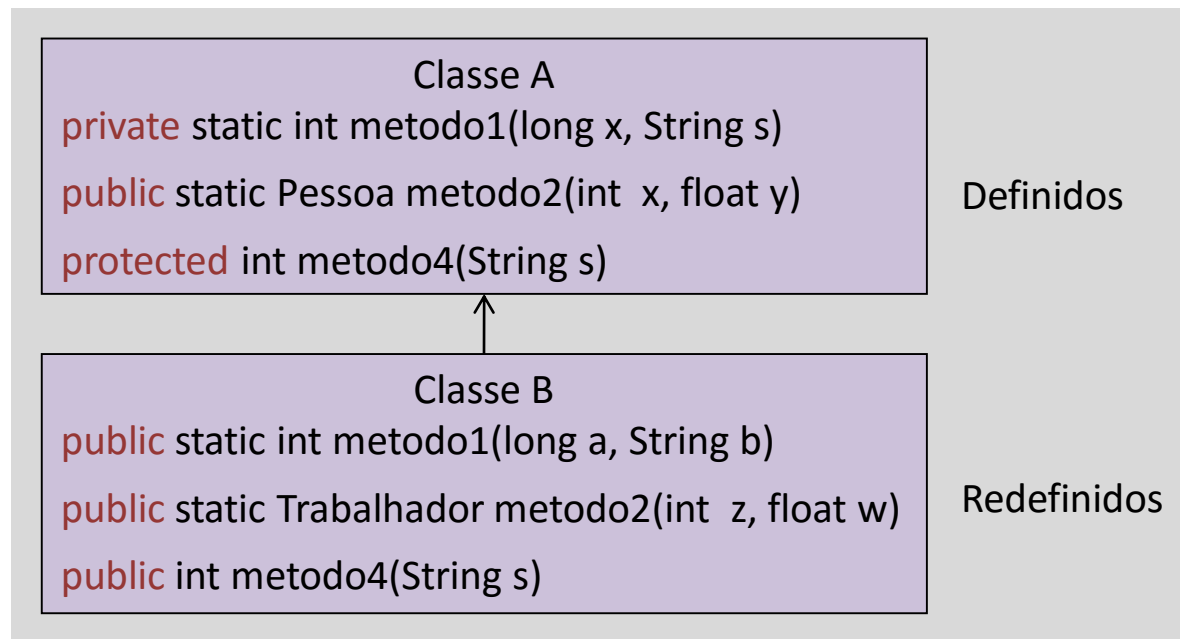 Classe A
private static int metodo1(long x, String s)
public static Pessoa metodo2(int x, float y)
protected int metodo4(String s)
Definidos
Classe B
public static int metodo1(long a, String b)
public static Trabalhador metodo2(int z, float w)
public int metodo4(String s)
Redefinidos